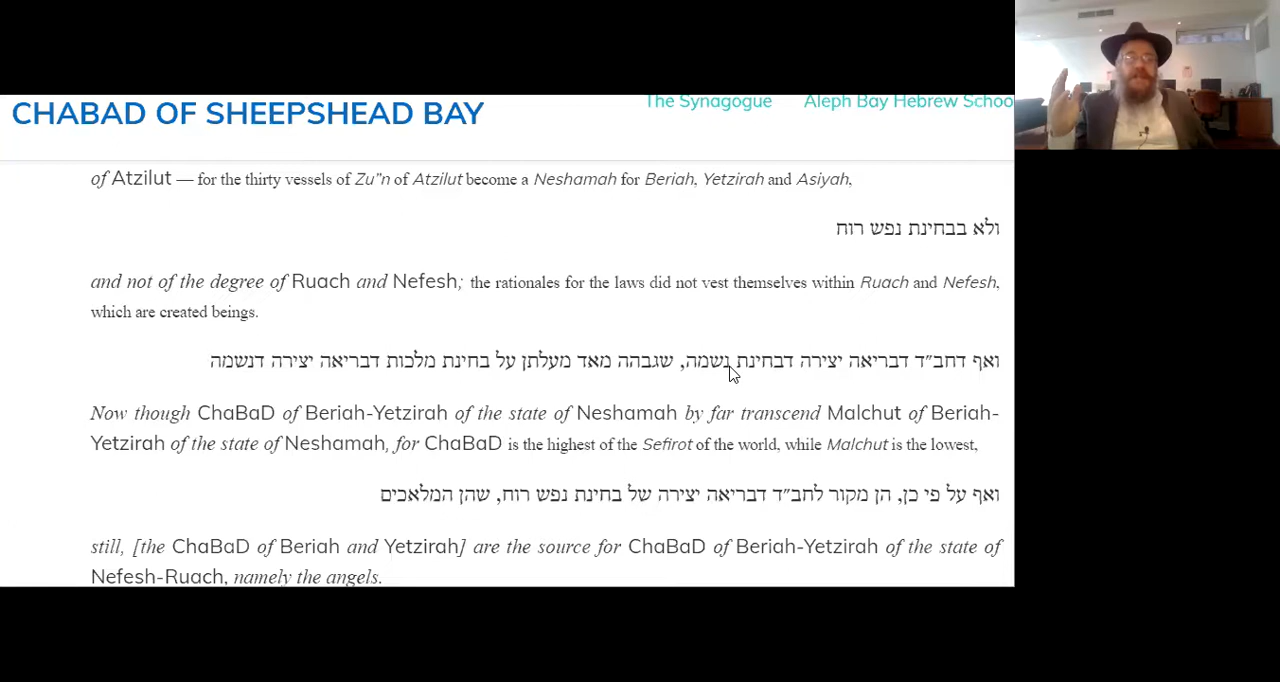 CHABAD OF SHEEPSHEAD BAY
The Synagogue Aleph Bay Hebrew Schoo
of Atzilut — for the thirty vessels of Zu"n of Atzilut become a Neshamah for Beriah, Yetzirah and Asiyah,
ולא בבחינת נפש רוח
and not of the degree of Ruach and Nefesh; the rationales for the laws did not vest themselves within Ruach and Nefesh,
which are created beings.
ואף דחב״ד דבריאה יצירה דבחינת נשמה, שגבהה מאד מעלתן על בחינת מלכות דבריאה יצירה דנשמה
Now though ChaBaD of Beriah-Yetzirah of the state of Neshamah by far transcend Malchut of Beriah-
Yetzirah of the state of Neshamah, for ChaBaD is the highest of the Sefirot of the world, while Malchut is the lowest,
ואף על פי כן, הן מקור לחב״ד דבריאה יצירה של בחינת נפש רוח, שהן המלאכים
still, [the ChaBaD of Beriah and Yetzirah] are the source for ChaBaD of Beriah-Yetzirah of the state of
Nefesh-Ruach, namely the angels.